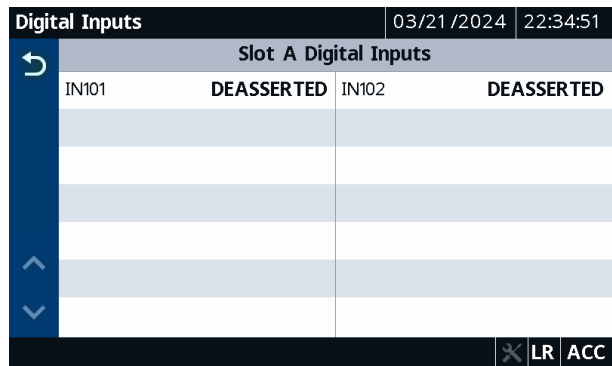 Digital Inputs 03/21/2024 22:34:51
Slot A Digital Inputs
IN101 DEASSERTED IN102 DEASSERTED
LR ACC